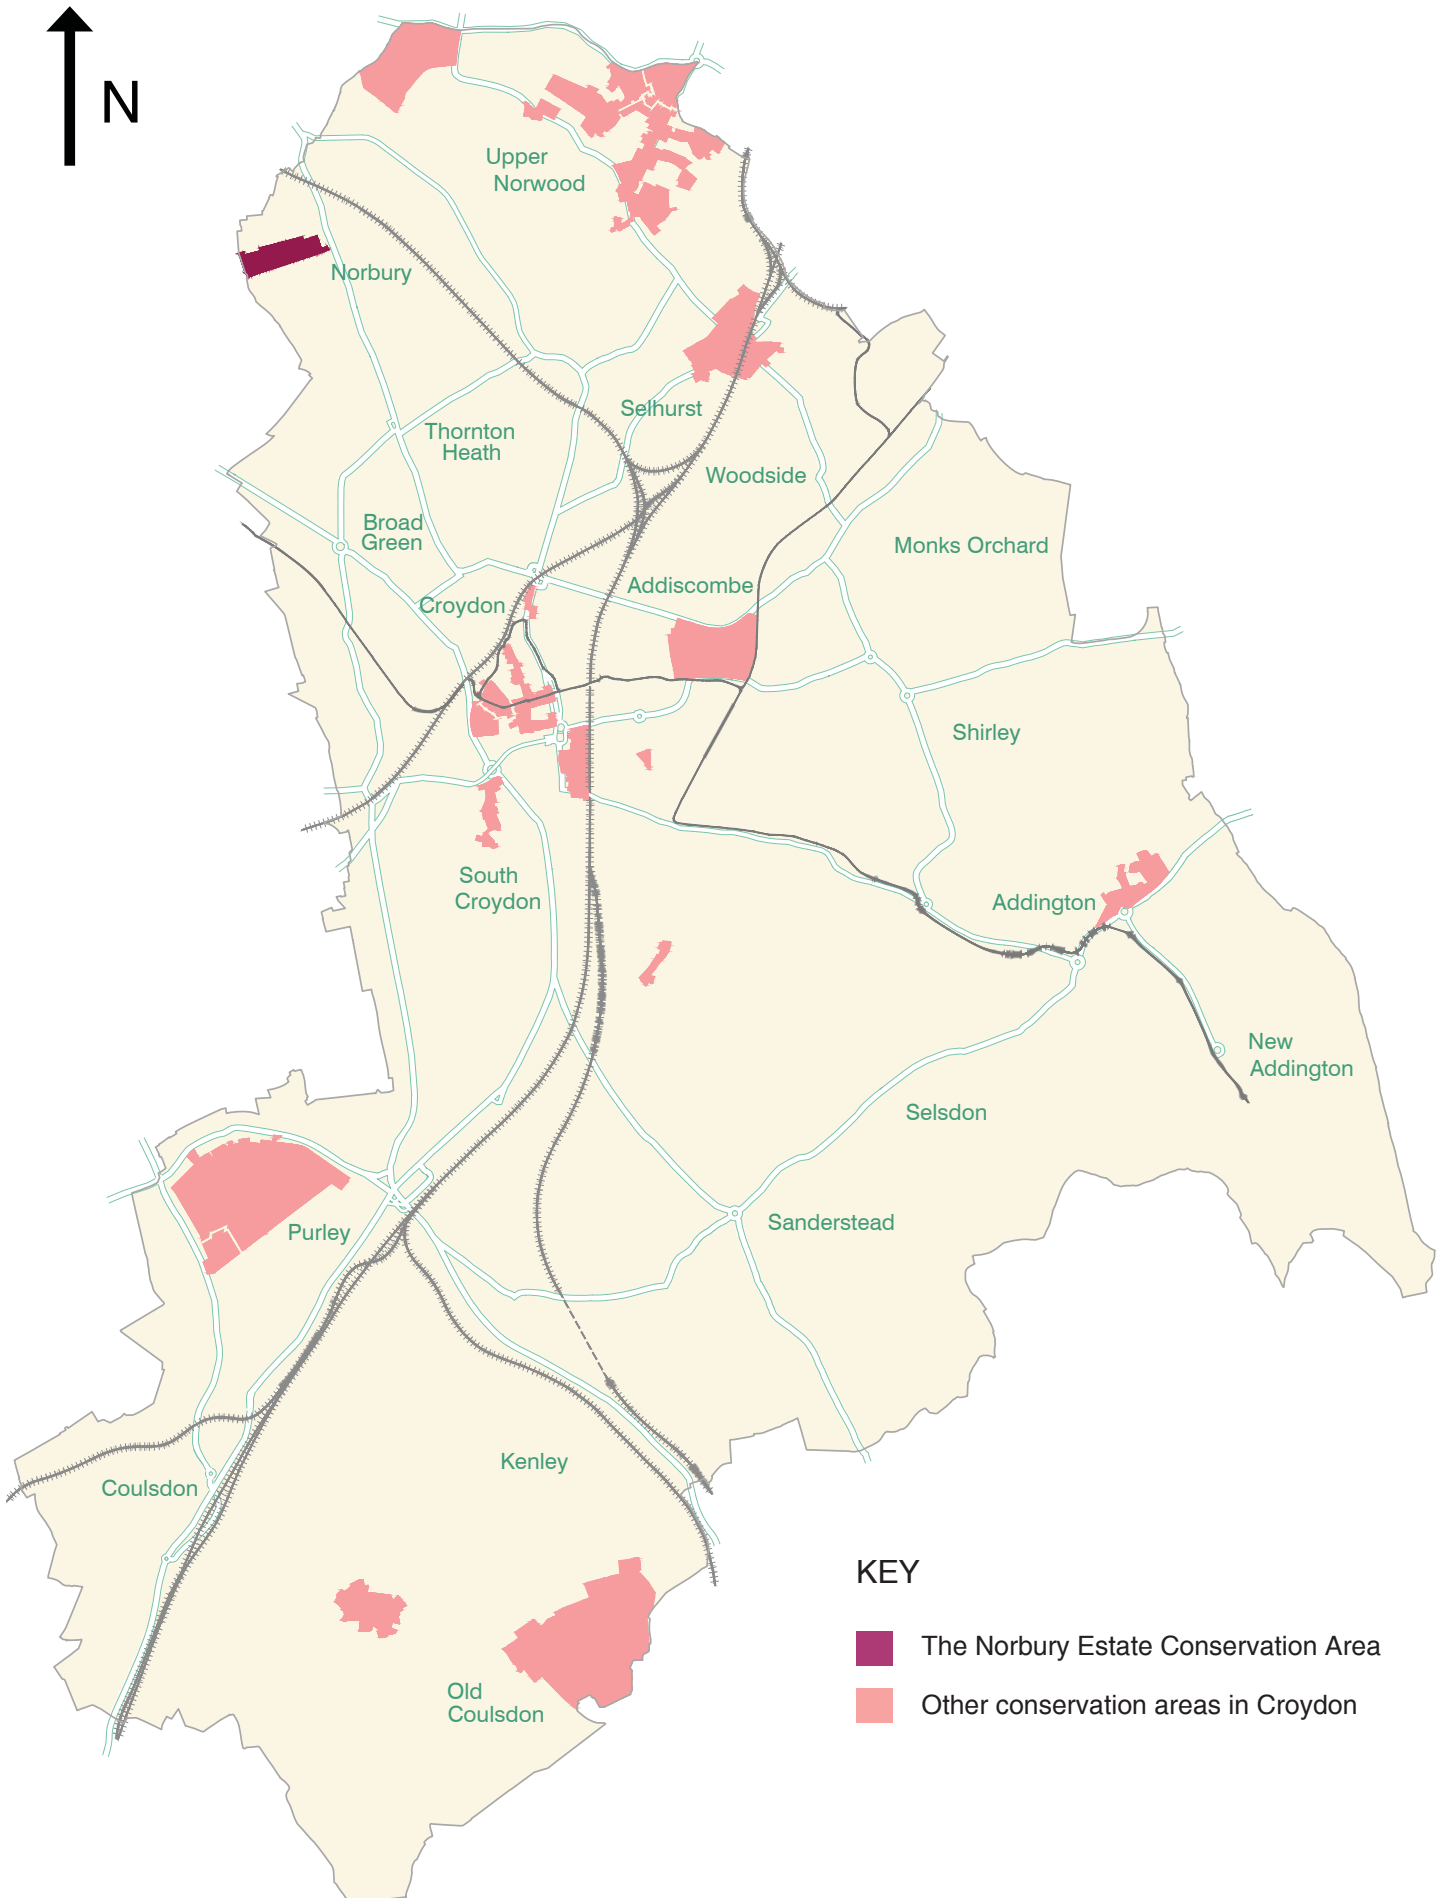 N
Upper
Norwood
Norbury
Selhurst
Thornton
Heath
Woodside
Broad
Green
Monks Orchard
Addiscombe
Croydon
Shirley
South
Croydon
Addington
New
Addington
Selsdon
Sanderstead
Purley
Kenley
Coulsdon
Old
Coulsdon
KEY
The Norbury Estate Conservation Area
Other conservation areas in Croydon